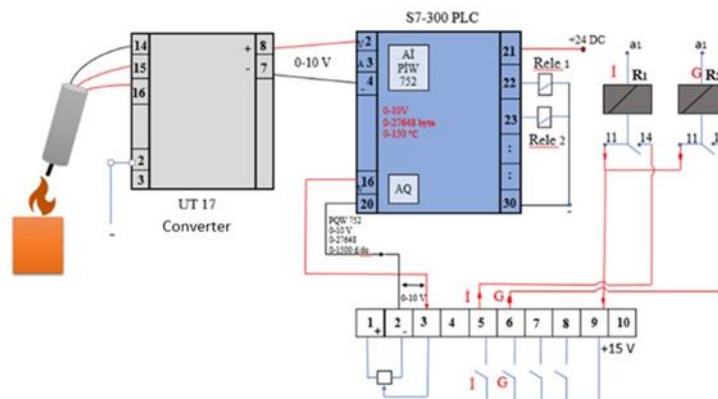 S7-300 PLC
14
15
16
2
3
+ 8
- 7
UT 17
Converter
0-10 V
2
A 3
4
16
20
Aİ
PİW
752
0-10V
0-27648 byte
0-150 °C
AQ
21
22
23
:
:
30
+24 DC
Rele 1
Rele 2
-
a1
a1
İ
R1
G
11
14
11
PQW 752
0-10 V
0-27648
0-1500 d/dq
0-10 V
İ
G
1 +
2 -
3
4
5
6
7
8
9
10
+15 V
İ
G